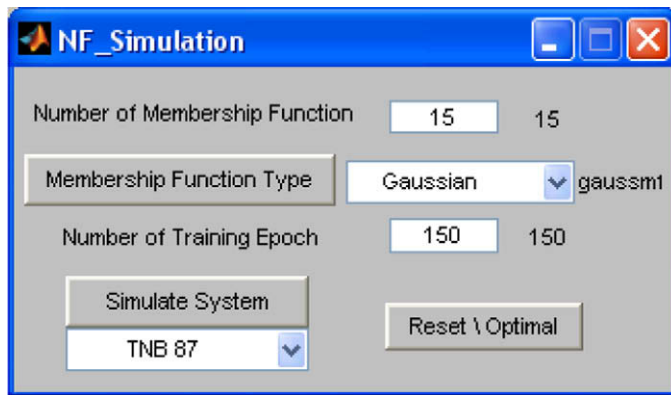 NF_Simulation
Number of Membership Function 15 15
Membership Function Type Gaussian gaussmf
Number of Training Epoch 150 150
Simulate System
Reset \ Optimal
TNB 87